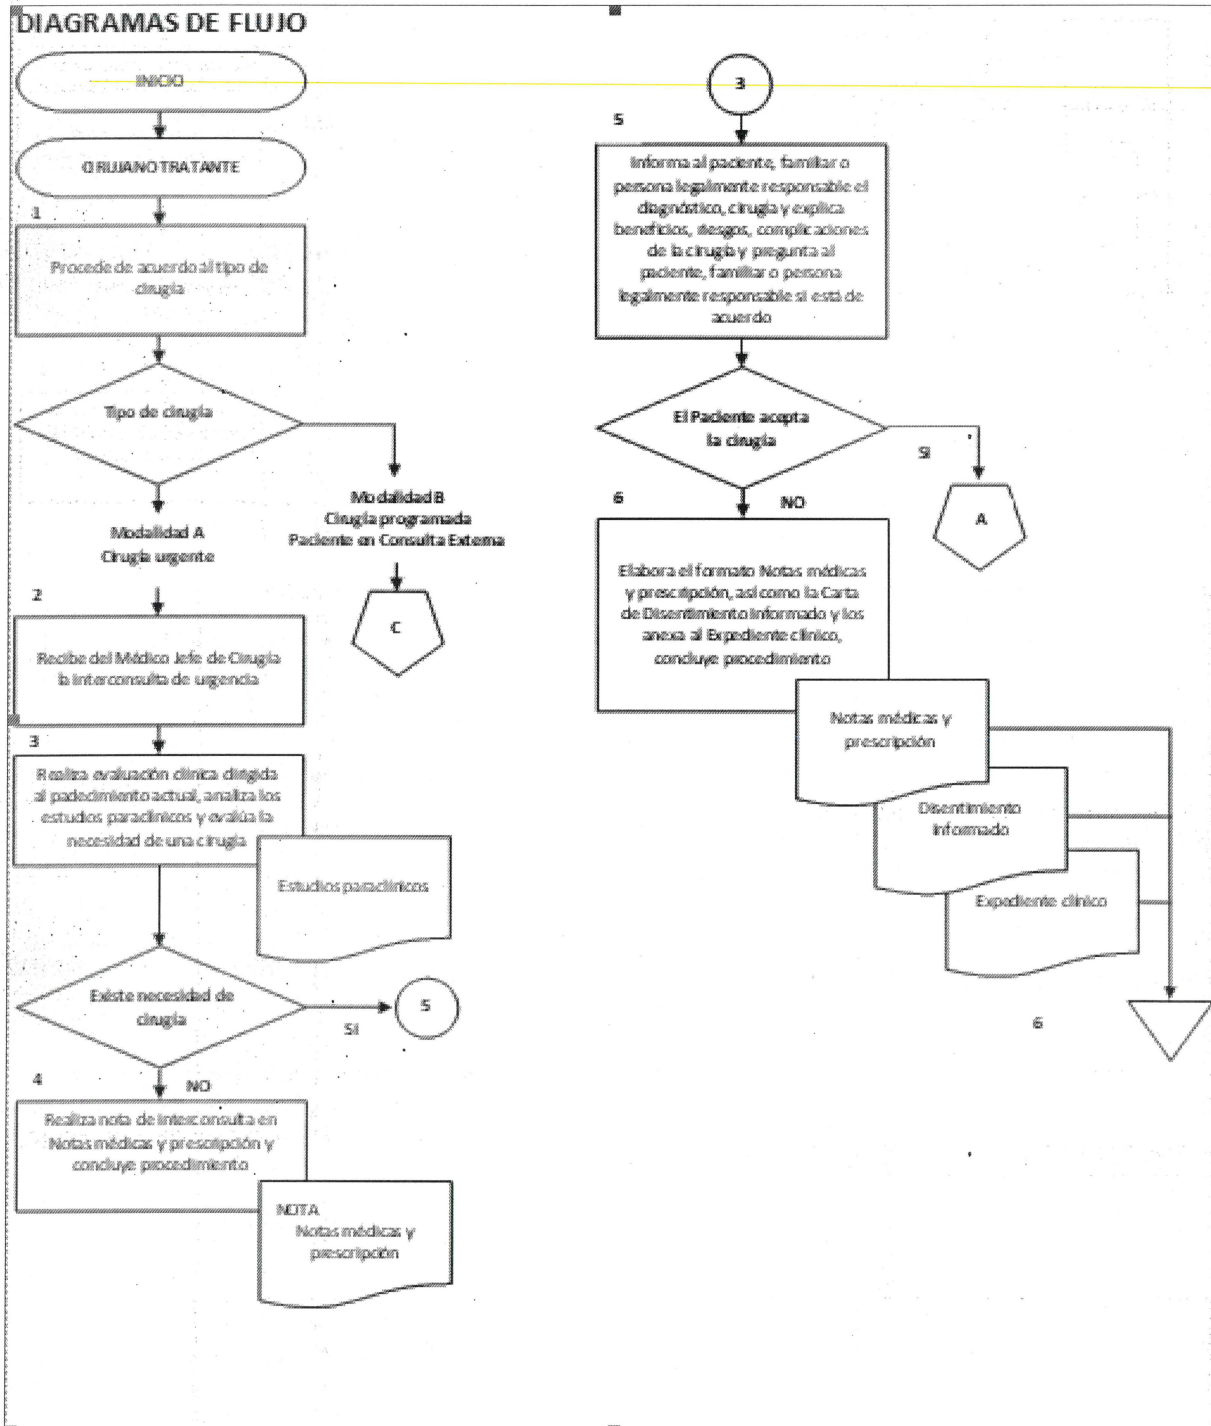 DIAGRAMAS DE FLUJO
INICIO
CIRUJANO TRATANTE
1
Procede de acuerdo al tipo de
cirugía
Tipo de cirugía
Modalidad A
Cirugía urgente
Modalidad B
Cirugía programada
Paciente en Consulta Externa
C
2
Recibe del Médico Jefe de Cirugía
la interconsulta de urgencia
3
Realiza evaluación clínica dirigida
al padecimiento actual, analiza los
estudios paraclínicos y evalúa la
necesidad de una cirugía
Estudios paraclínicos
Existe necesidad de
cirugía
SI
5
4
NO
Realiza nota de interconsulta en
Notas médicas y prescripción y
concluye procedimiento
NOTA
Notas médicas y
prescripción
3
5
Informa al paciente, familiar o
persona legalmente responsable el
diagnóstico, cirugía y explica
beneficios, riesgos, complicaciones
de la cirugía y pregunta al
paciente, familiar o persona
legalmente responsable si está de
acuerdo
El Paciente acepta
la cirugía
SI
A
6
NO
Elabora el formato Notas médicas
y prescripción, así como la Carta
de Disentimiento Informado y los
anexa al Expediente clínico,
concluye procedimiento
Notas médicas y
prescripción
Disentimiento
Informado
Expediente clínico
6